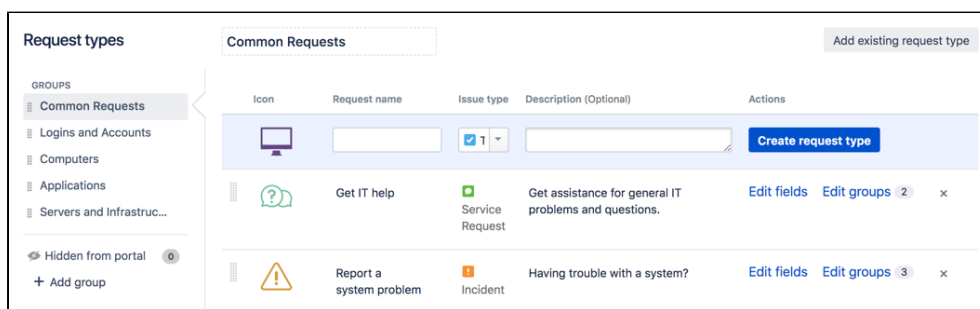 Request types
Common Requests
Add existing request type
GROUPS
Common Requests
Logins and Accounts
Computers
Applications
Servers and Infrastruc...
Hidden from portal 0
+ Add group
Icon Request name Issue type Description (Optional) Actions
T Create request type
Get IT help
Service
Request
Get assistance for general IT
problems and questions.
Edit fields Edit groups 2 ×
Report a
system problem
Incident
Having trouble with a system?
Edit fields Edit groups 3 ×